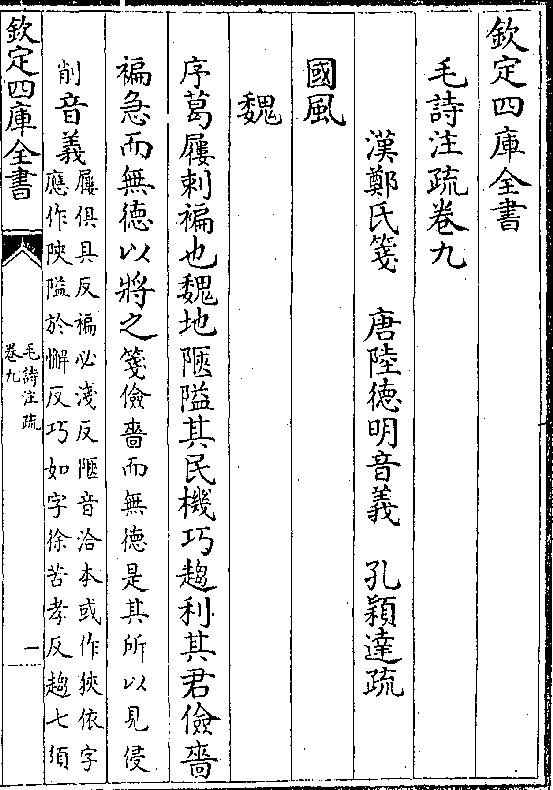 欽定四庫全書
毛詩注疏卷九
漢鄭氏箋　唐陸德明音義　孔穎達疏
國風
魏
序葛屨刺褊也魏地陿隘其民機巧趨利其君儉嗇
褊急而無德以將之箋儉嗇而無德是其所以見侵
削音義屨俱具反褊必淺反陿音洽本或作狹依字
應作陜隘於懈反巧如字徐苦孝反趨七須
欽定四庫全書
毛詩注疏
卷九
一